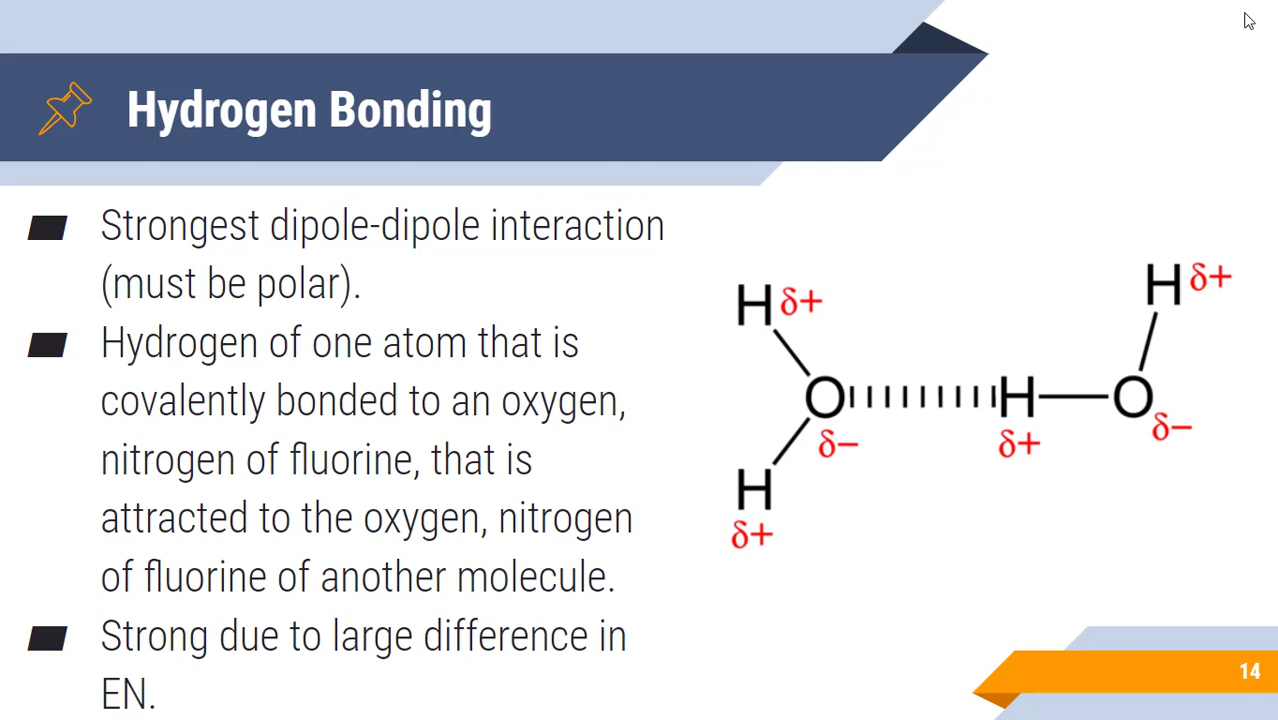 Hydrogen Bonding
Strongest dipole-dipole interaction
(must be polar).
Hydrogen of one atom that is
covalently bonded to an oxygen,
nitrogen of fluorine, that is
attracted to the oxygen, nitrogen
of fluorine of another molecule.
Strong due to large difference in
EN.
H δ+
H δ+
O H O
δ− δ+ δ−
H
δ+
14